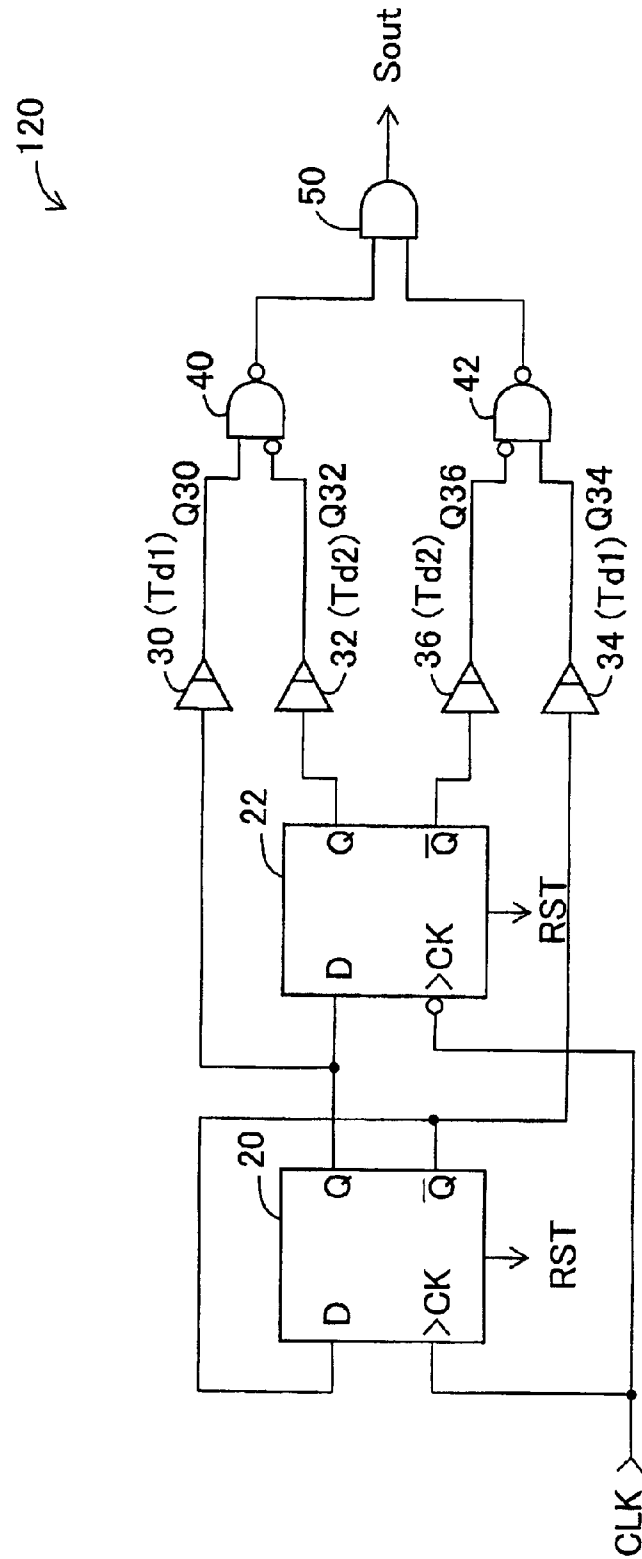 120
CLK
20
D
Q
CK
Q̅
RST
22
D
Q
CK
Q̅
RST
30 (Td1)
Q30
32 (Td2)
Q32
36 (Td2)
Q36
34 (Td1)
Q34
40
42
50
Sout